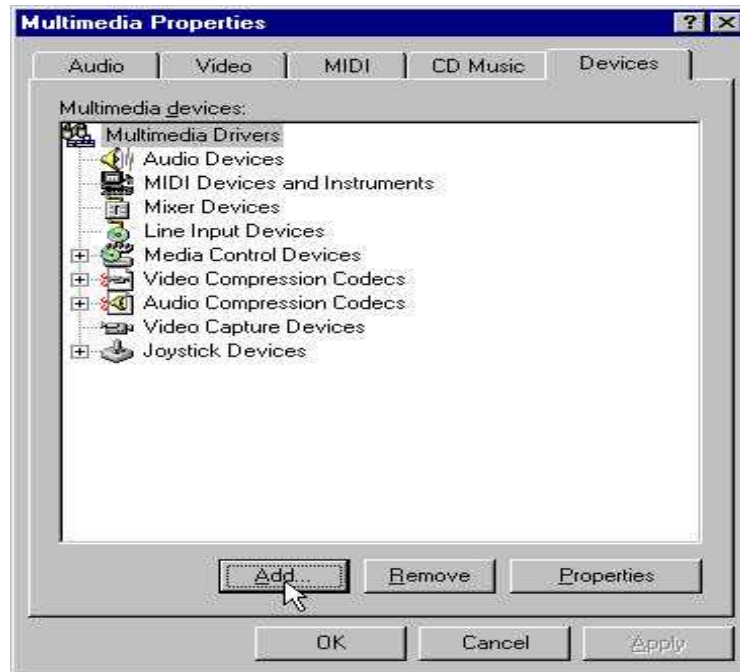 Multimedia Properties
Audio Video MIDI CD Music Devices
Multimedia devices:
Multimedia Drivers
Audio Devices
MIDI Devices and Instruments
Mixer Devices
Line Input Devices
Media Control Devices
Video Compression Codecs
Audio Compression Codecs
Video Capture Devices
Joystick Devices
Add... Remove Properties
OK Cancel Apply